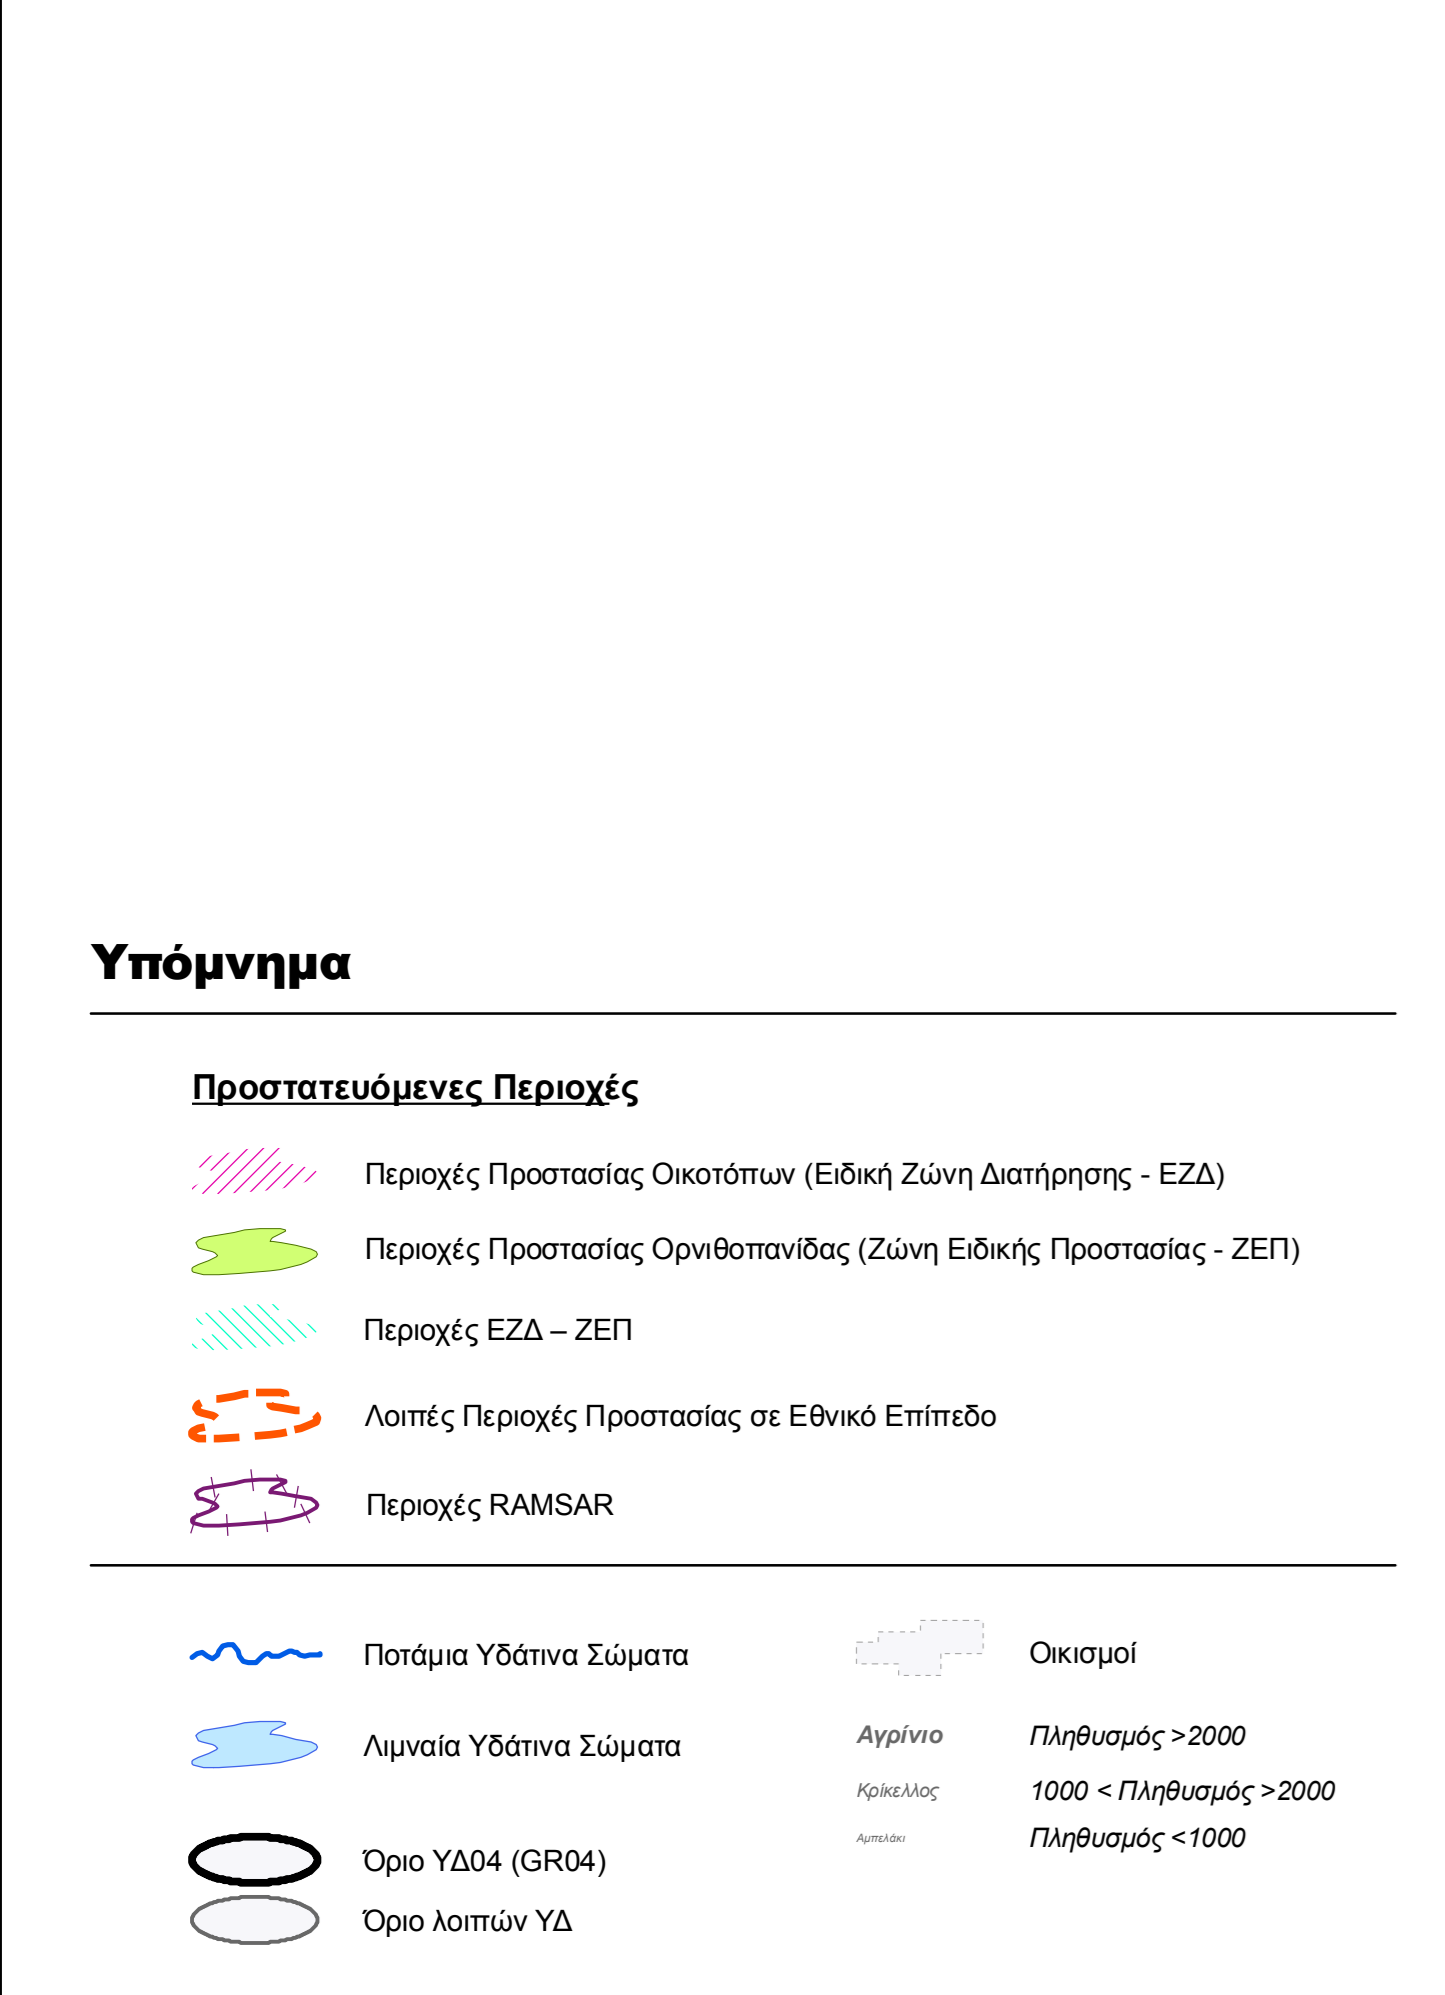 Υπόμνημα
Προστατευόμενες Περιοχές
Περιοχές Προστασίας Οικοτόπων (Ειδική Ζώνη Διατήρησης - ΕΖΔ)
Περιοχές Προστασίας Ορνιθοπανίδας (Ζώνη Ειδικής Προστασίας - ΖΕΠ)
Περιοχές ΕΖΔ – ΖΕΠ
Λοιπές Περιοχές Προστασίας σε Εθνικό Επίπεδο
Περιοχές RAMSAR
Ποτάμια Υδάτινα Σώματα
Λιμναία Υδάτινα Σώματα
Όριο ΥΔ04 (GR04)
Όριο λοιπών ΥΔ
Οικισμοί
Αγρίνιο Πληθυσμός >2000
Κρίκελλος 1000 < Πληθυσμός >2000
Αμπελάκι Πληθυσμός <1000